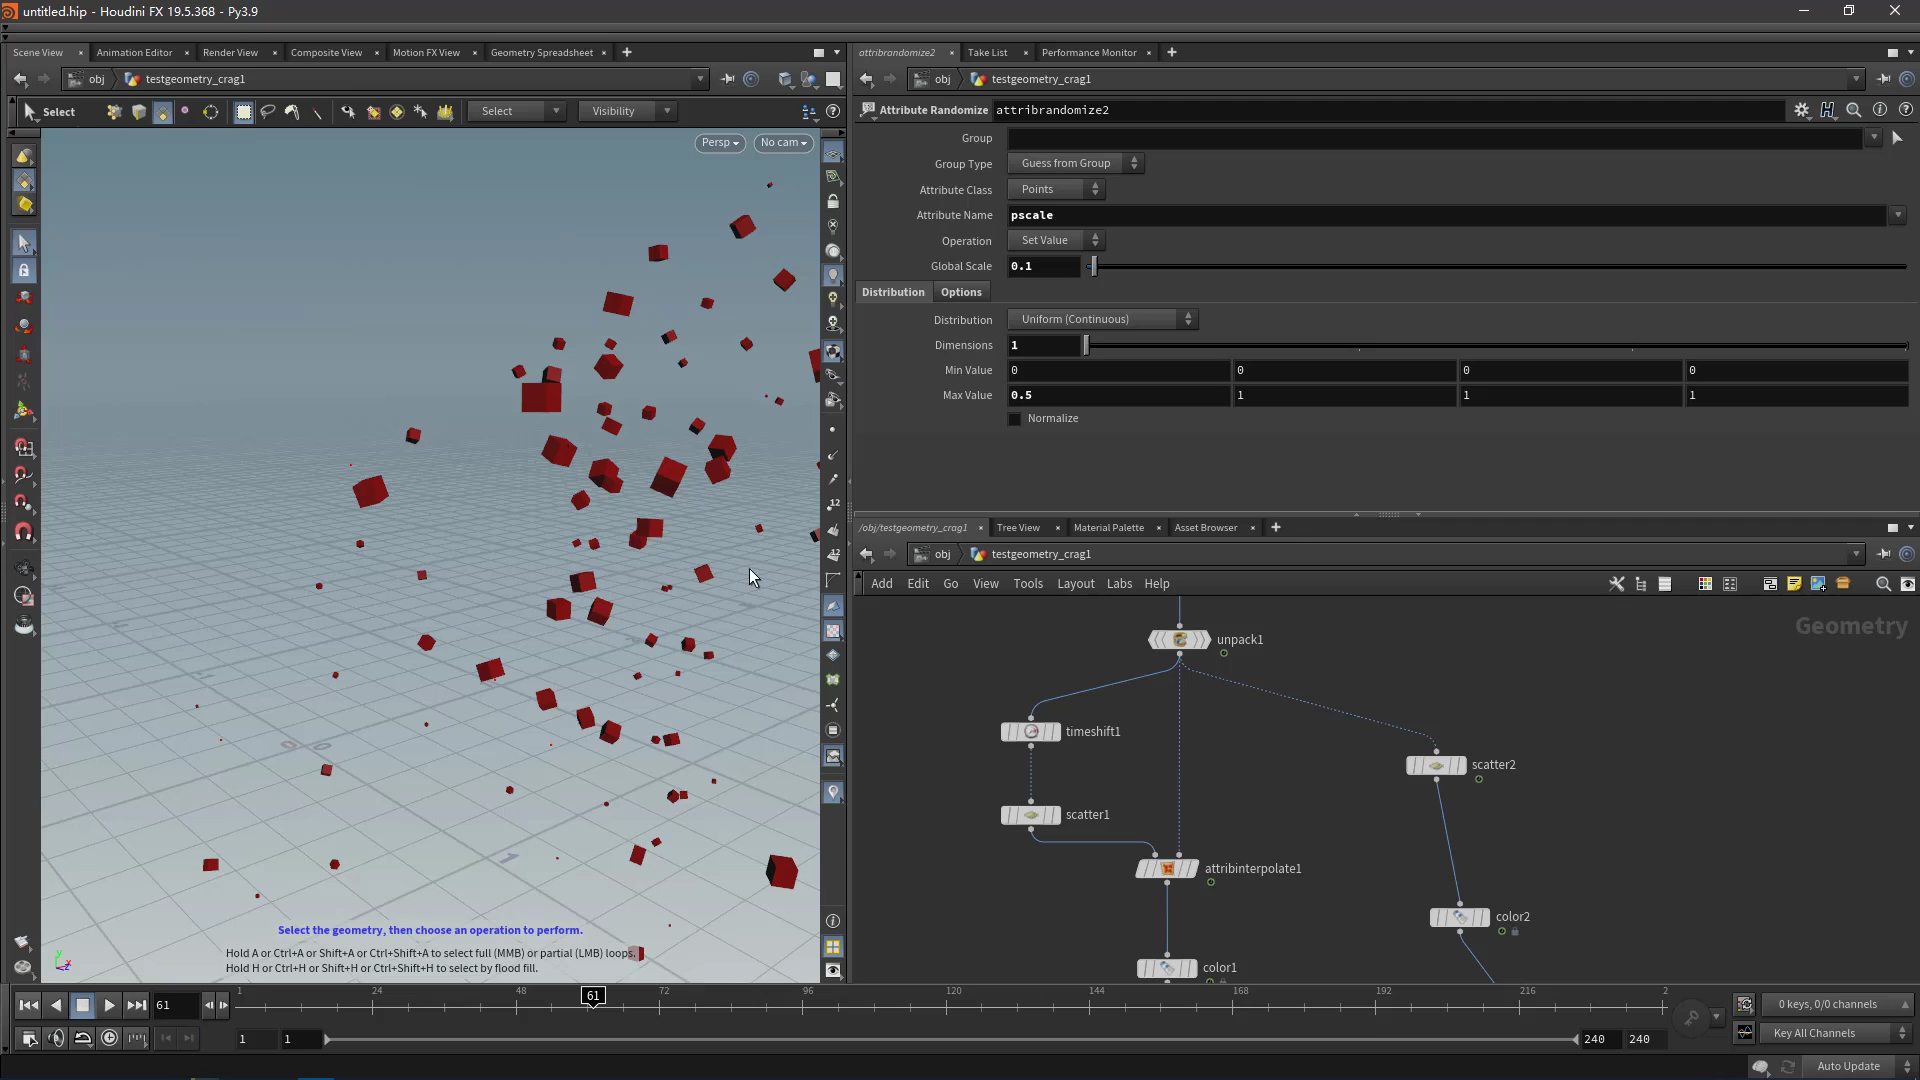 untitled.hip - Houdini FX 19.5.368 - Py3.9
Scene View
Animation Editor
Render View
Composite View
Motion FX View
Geometry Spreadsheet
obj
testgeometry_crag1
Select
Select
Visibility
Persp
No cam
Select the geometry, then choose an operation to perform.
Hold A or Ctrl+A or Shift+A or Ctrl+Shift+A to select full (MMB) or partial (LMB) loops.
Hold H or Ctrl+H or Shift+H or Ctrl+Shift+H to select by flood fill.
attribrandomize2
Take List
Performance Monitor
obj
testgeometry_crag1
Attribute Randomize
attribrandomize2
Group
Group Type
Guess from Group
Attribute Class
Points
Attribute Name
pscale
Operation
Set Value
Global Scale
0.1
Distribution
Options
Distribution
Uniform (Continuous)
Dimensions
1
Min Value
0
0
0
0
Max Value
0.5
1
1
1
Normalize
/obj/testgeometry_crag1
Tree View
Material Palette
Asset Browser
obj
testgeometry_crag1
Add
Edit
Go
View
Tools
Layout
Labs
Help
Geometry
unpack1
timeshift1
scatter2
scatter1
attribinterpolate1
color2
color1
61
1
24
48
61
72
96
120
144
168
192
216
2
0 keys, 0/0 channels
1
1
240
240
Key All Channels
Auto Update